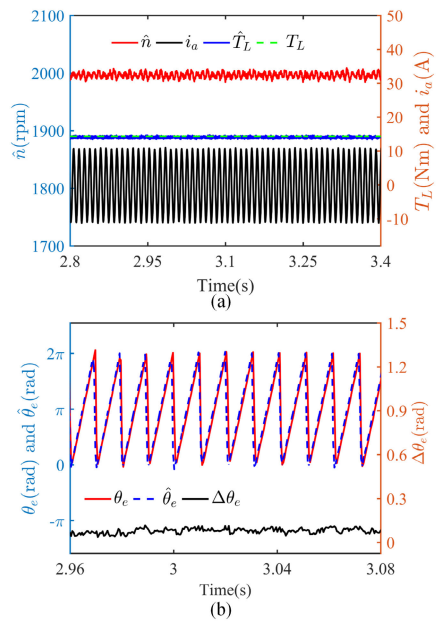 2100
50
n̂ i_a T̂_L T_L
40
2000
30
20
1900
10
0
1800
-10
1700
2.8 2.95 3.1 3.25 3.4
n̂(rpm)
T_L(Nm) and i_a(A)
Time(s)
(a)
1.5
2π
1.2
π
0.9
0.6
0
0.3
-π
0
θ_e θ̂_e Δθ_e
2.96 3 3.04 3.08
θ_e(rad) and θ̂_e(rad)
Δθ_e(rad)
Time(s)
(b)